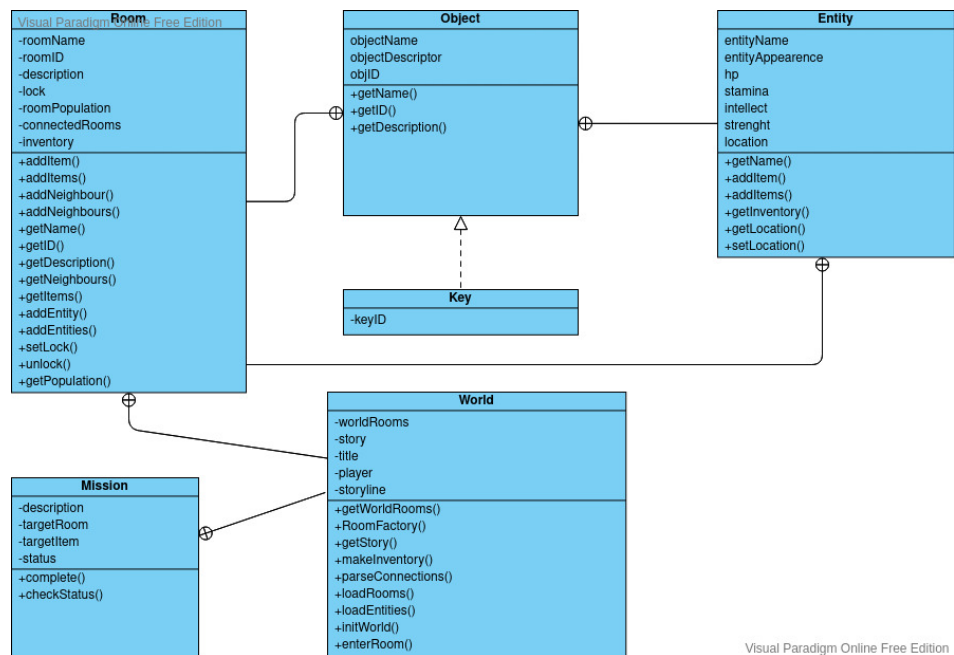 Visual Paradigm Online Free Edition
Room
-roomName
-roomID
-description
-lock
-roomPopulation
-connectedRooms
-inventory
+addItem()
+addItems()
+addNeighbour()
+addNeighbours()
+getName()
+getID()
+getDescription()
+getNeighbours()
+getItems()
+addEntity()
+addEntities()
+setLock()
+unlock()
+getPopulation()
Object
objectName
objectDescriptor
objID
+getName()
+getID()
+getDescription()
Entity
entityName
entityAppearence
hp
stamina
intellect
strenght
location
+getName()
+addItem()
+addItems()
+getInventory()
+getLocation()
+setLocation()
Key
-keyID
World
-worldRooms
-story
-title
-player
-storyline
+getWorldRooms()
+RoomFactory()
+getStory()
+makeInventory()
+parseConnections()
+loadRooms()
+loadEntities()
+initWorld()
+enterRoom()
Mission
-description
-targetRoom
-targetItem
-status
+complete()
+checkStatus()
Visual Paradigm Online Free Edition